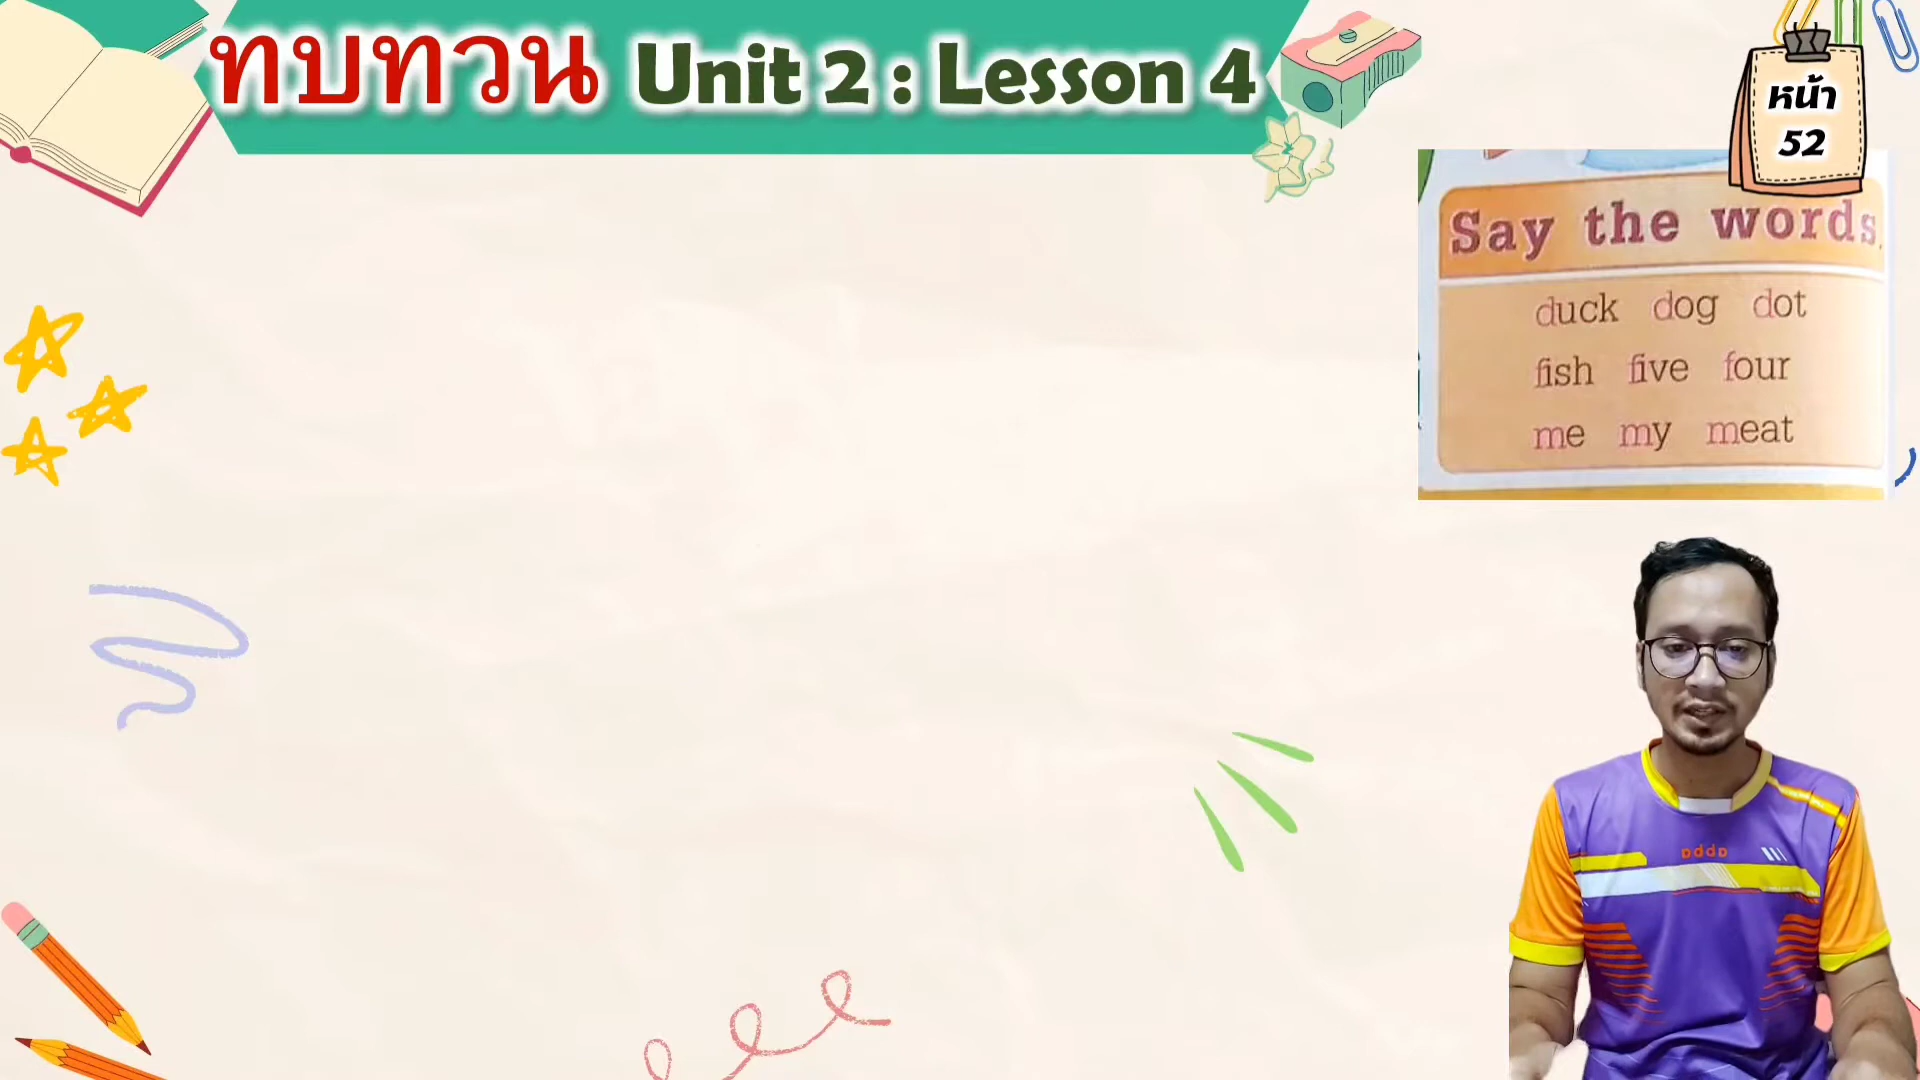 ทบทวน Unit 2 : Lesson 4
หน้า
52
Say the words.
duck dog dot
fish five four
me my meat